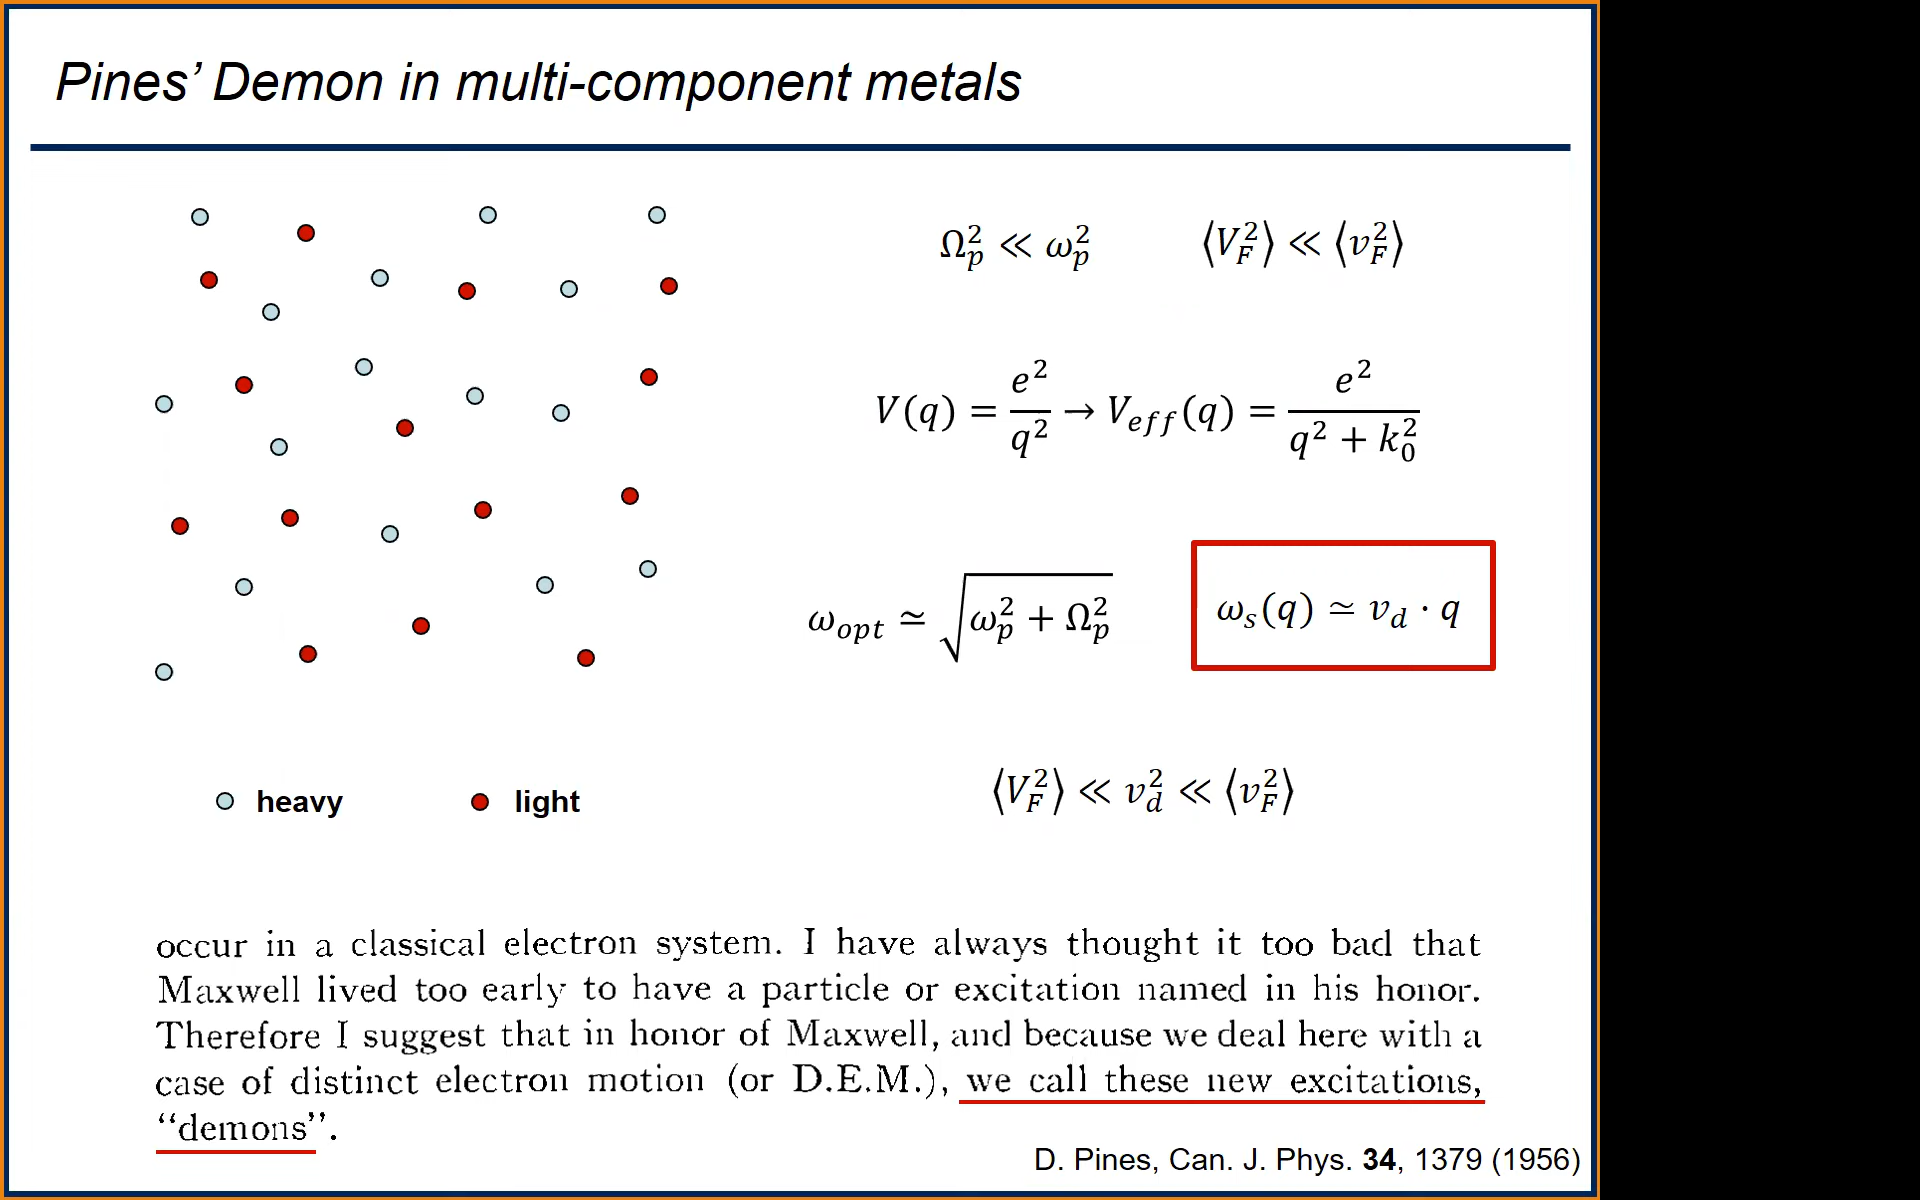 Pines’ Demon in multi-component metals
Ω_p^2 ≪ ω_p^2 ⟨V_F^2⟩ ≪ ⟨v_F^2⟩
V(q) = e^2/q^2 → V_eff(q) = e^2/(q^2 + k_0^2)
ω_opt ≃ √(ω_p^2 + Ω_p^2) ω_s(q) ≃ v_d · q
⟨V_F^2⟩ ≪ v_d^2 ≪ ⟨v_F^2⟩
heavy light
occur in a classical electron system. I have always thought it too bad that
Maxwell lived too early to have a particle or excitation named in his honor.
Therefore I suggest that in honor of Maxwell, and because we deal here with a
case of distinct electron motion (or D.E.M.), we call these new excitations,
“demons”.
D. Pines, Can. J. Phys. 34, 1379 (1956)